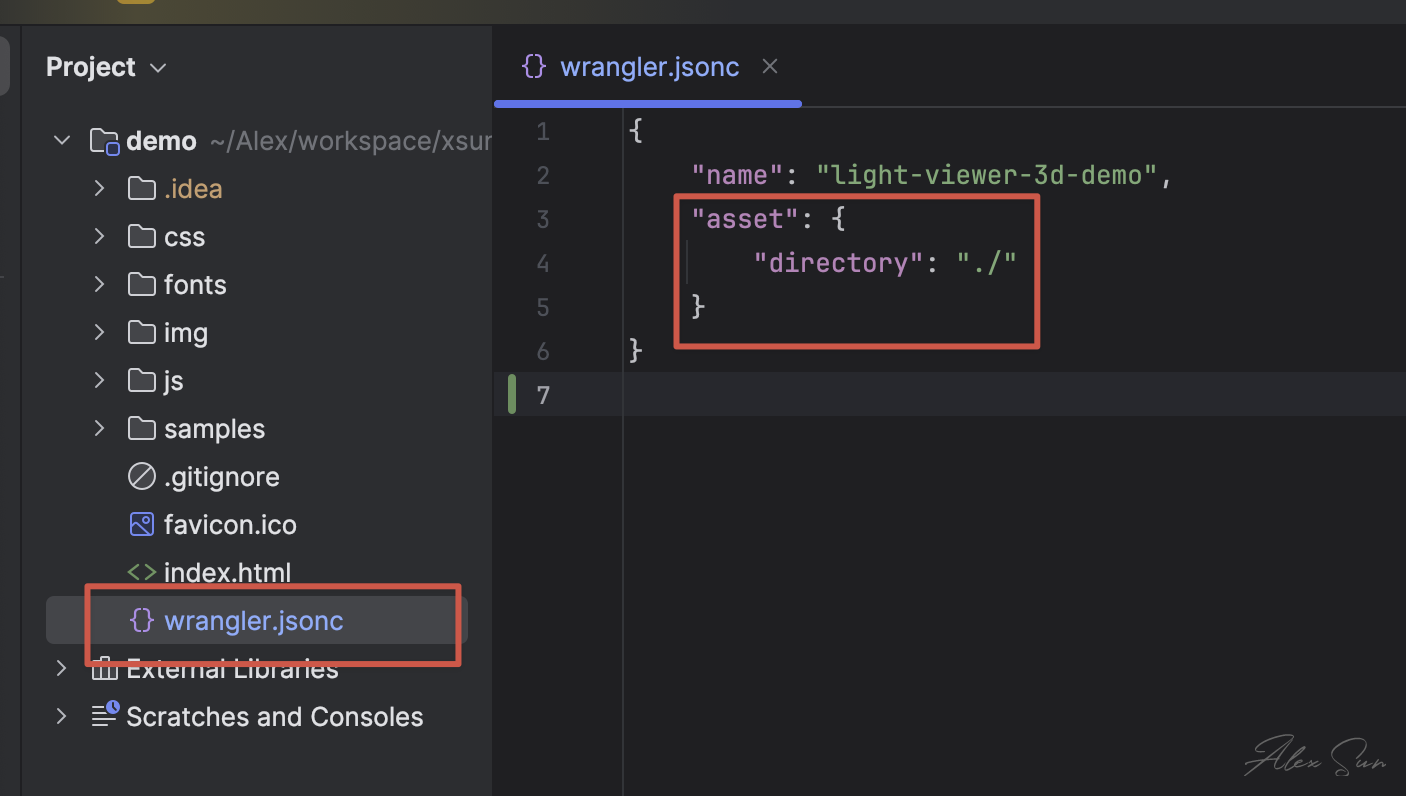 Project
demo ~/Alex/workspace/xsur
.idea
css
fonts
img
js
samples
.gitignore
favicon.ico
index.html
wrangler.jsonc
External Libraries
Scratches and Consoles
wrangler.jsonc
1 {
2 "name": "light-viewer-3d-demo",
3 "asset": {
4 "directory": "./"
5 }
6 }
7
Alex Sun